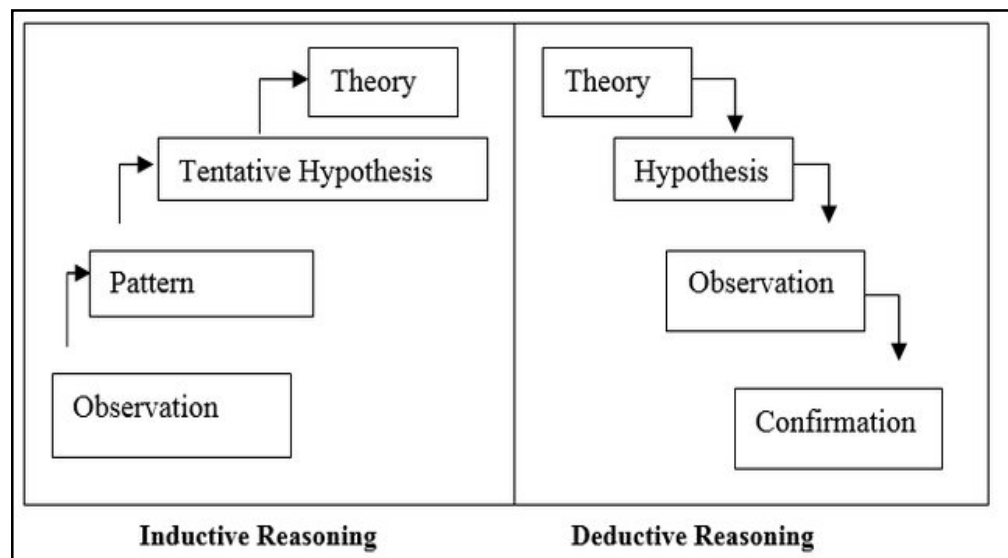 Theory
Tentative Hypothesis
Pattern
Observation
Inductive Reasoning
Theory
Hypothesis
Observation
Confirmation
Deductive Reasoning